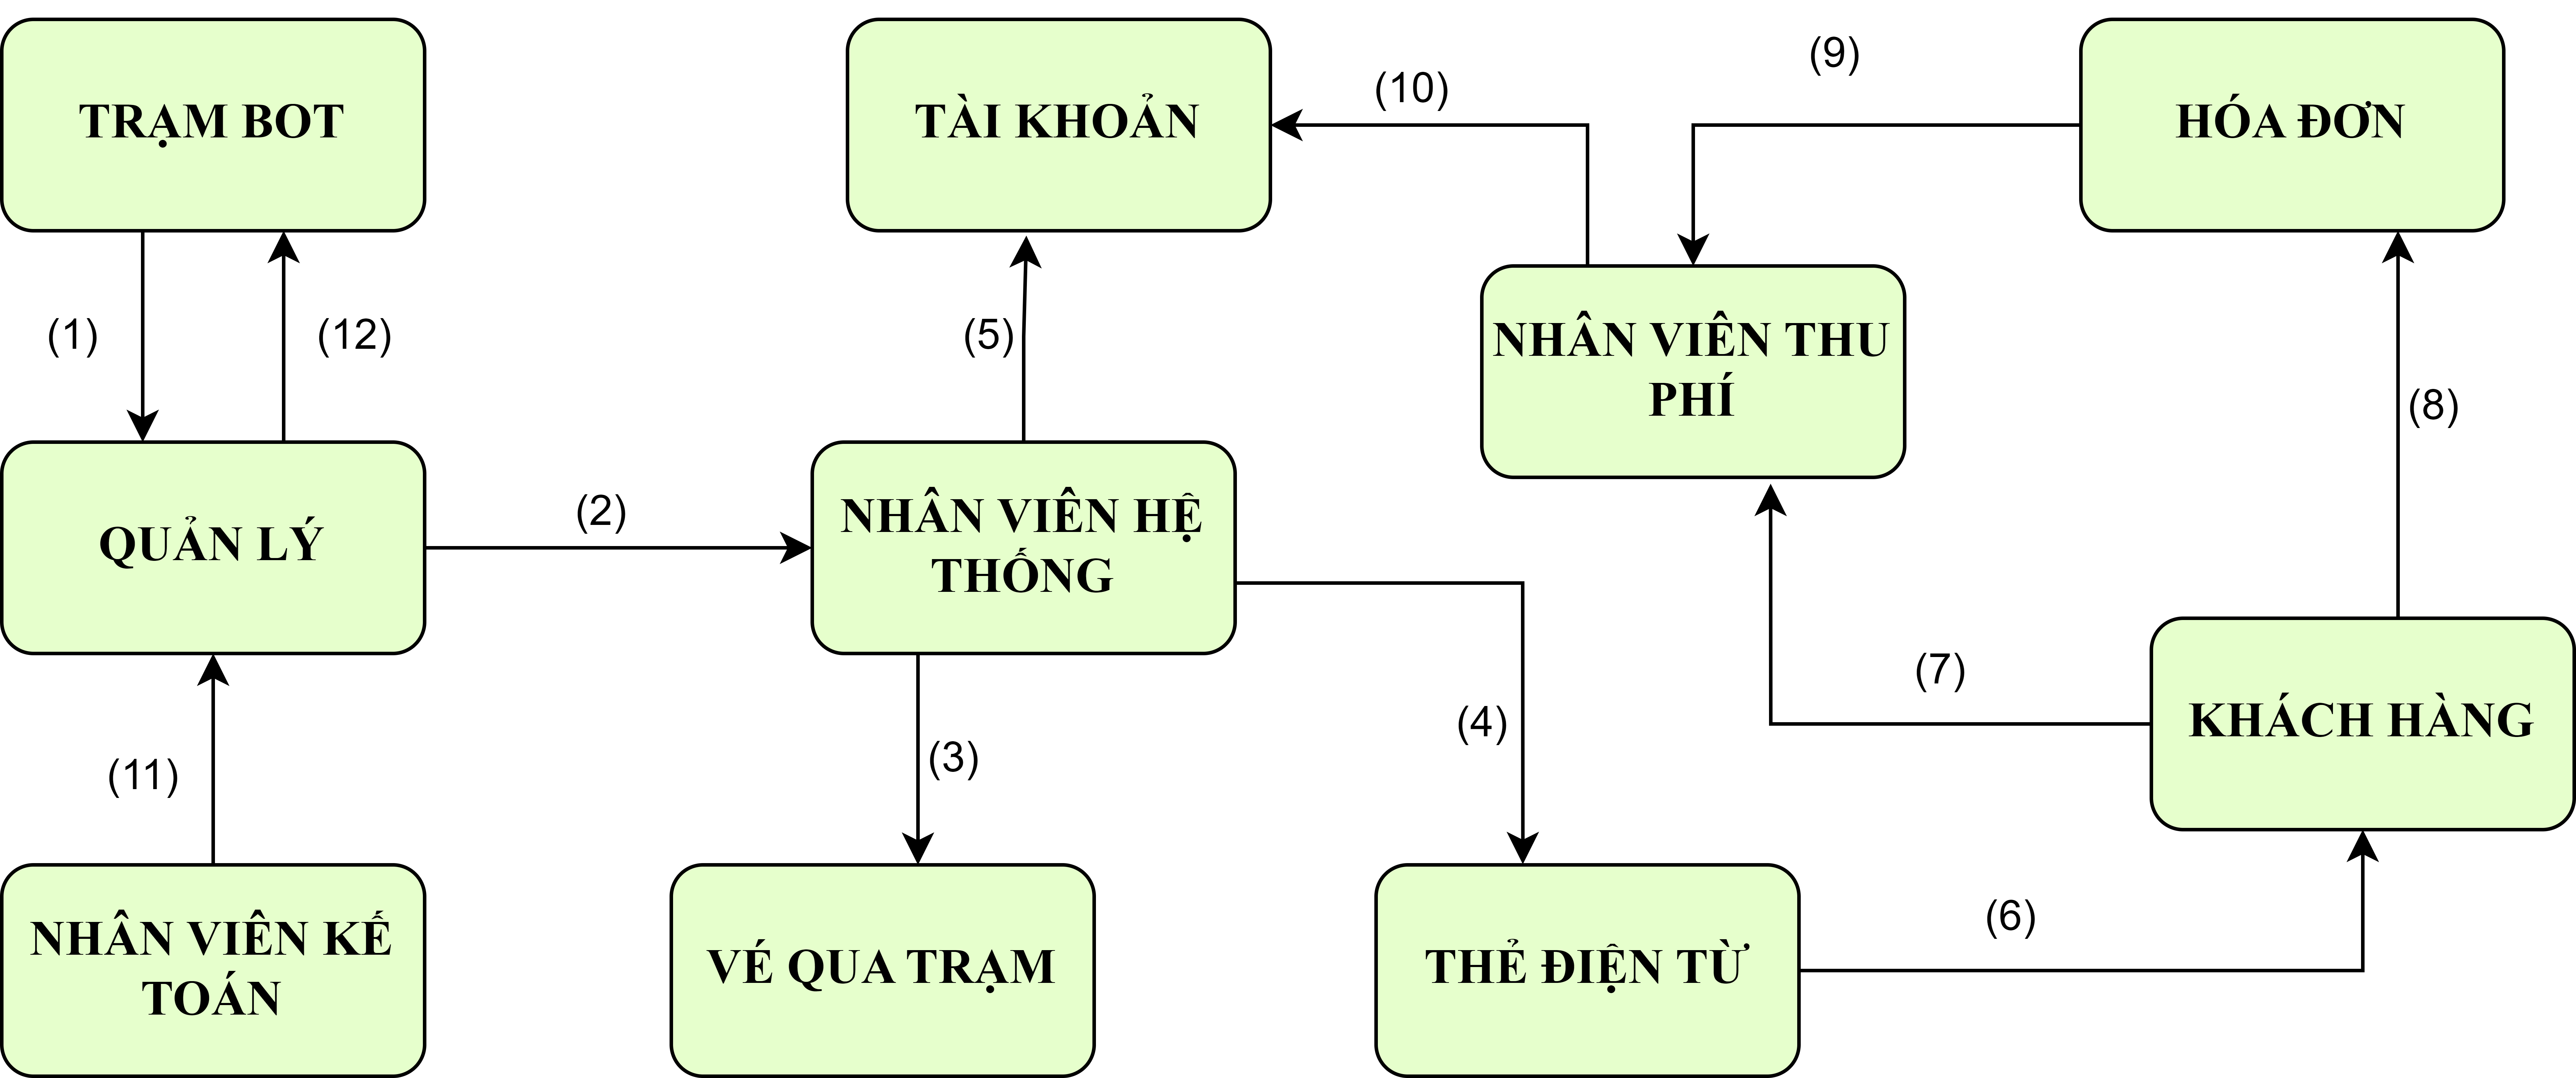 TRẠM BOT
TÀI KHOẢN
HÓA ĐƠN
(9)
(10)
(1)
(12)
(5)
NHÂN VIÊN THU
PHÍ
(8)
QUẢN LÝ
(2)
NHÂN VIÊN HỆ
THỐNG
(7)
KHÁCH HÀNG
(11)
(3)
(4)
NHÂN VIÊN KẾ
TOÁN
VÉ QUA TRẠM
THẺ ĐIỆN TỪ
(6)